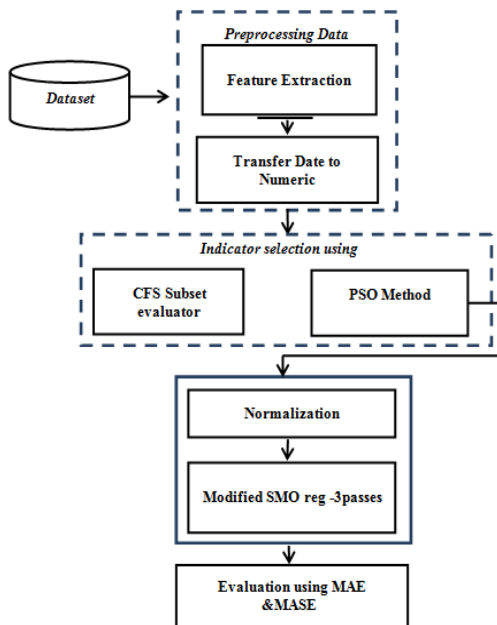 Preprocessing Data
Dataset
Feature Extraction
Transfer Date to
Numeric
Indicator selection using
CFS Subset
evaluator
PSO Method
Normalization
Modified SMO reg -3passes
Evaluation using MAE
&MASE